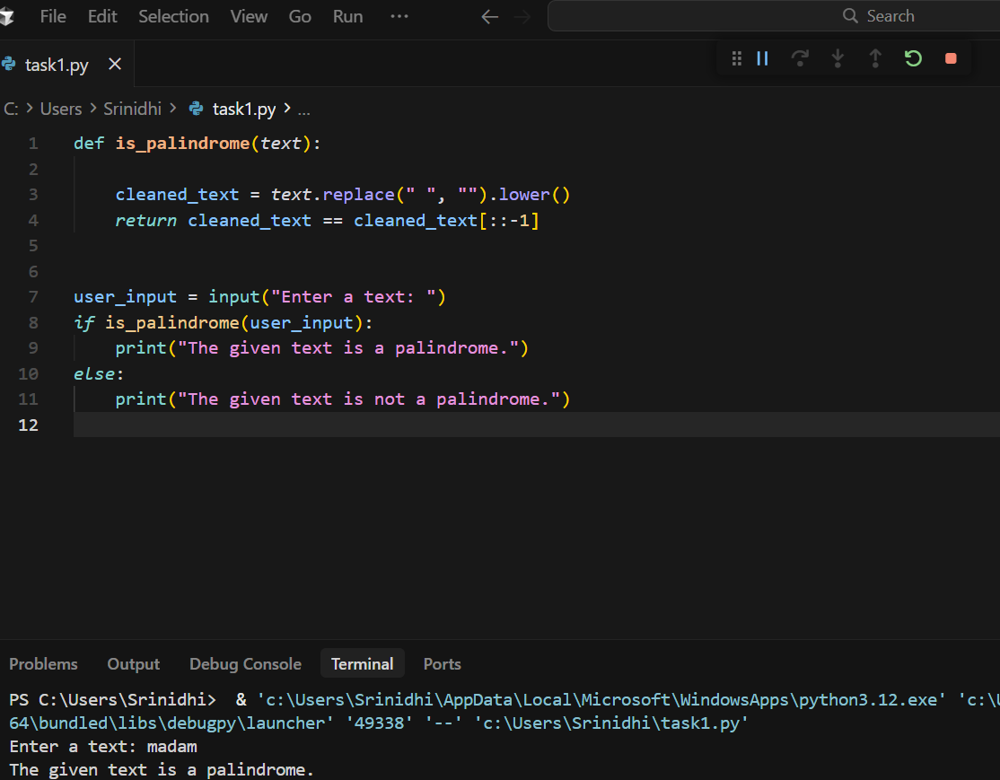 File Edit Selection View Go Run ··· ← → Search
task1.py ×
C: > Users > Srinidhi > task1.py > ...
1 def is_palindrome(text):
2
3     cleaned_text = text.replace(" ", "").lower()
4     return cleaned_text == cleaned_text[::-1]
5
6
7 user_input = input("Enter a text: ")
8 if is_palindrome(user_input):
9     print("The given text is a palindrome.")
10 else:
11     print("The given text is not a palindrome.")
12
Problems Output Debug Console Terminal Ports
PS C:\Users\Srinidhi>  & 'c:\Users\Srinidhi\AppData\Local\Microsoft\WindowsApps\python3.12.exe' 'c:\
64\bundled\libs\debugpy\launcher' '49338' '--' 'c:\Users\Srinidhi\task1.py'
Enter a text: madam
The given text is a palindrome.